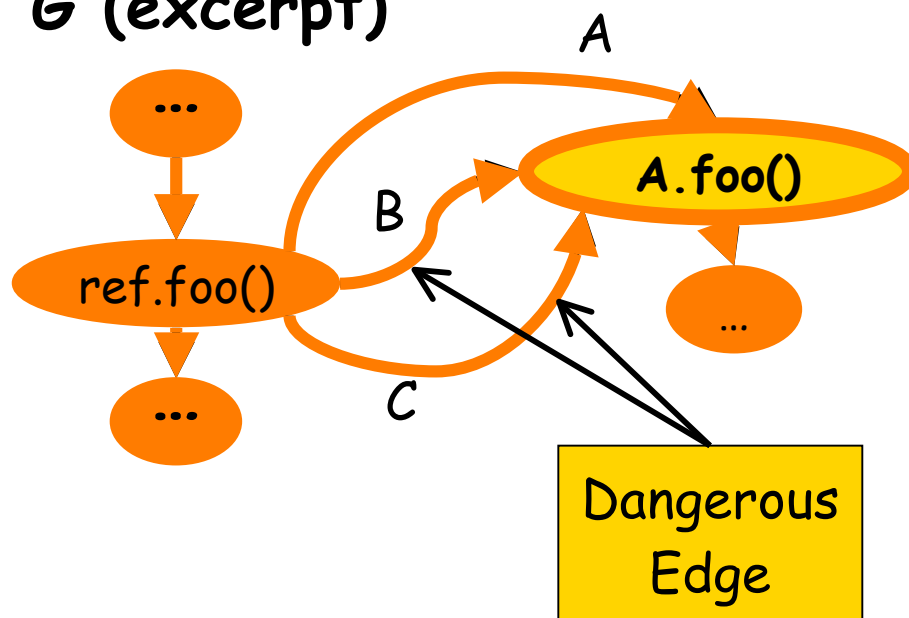 G (excerpt)
A
...
A.foo()
B
ref.foo()
...
C
...
Dangerous
Edge